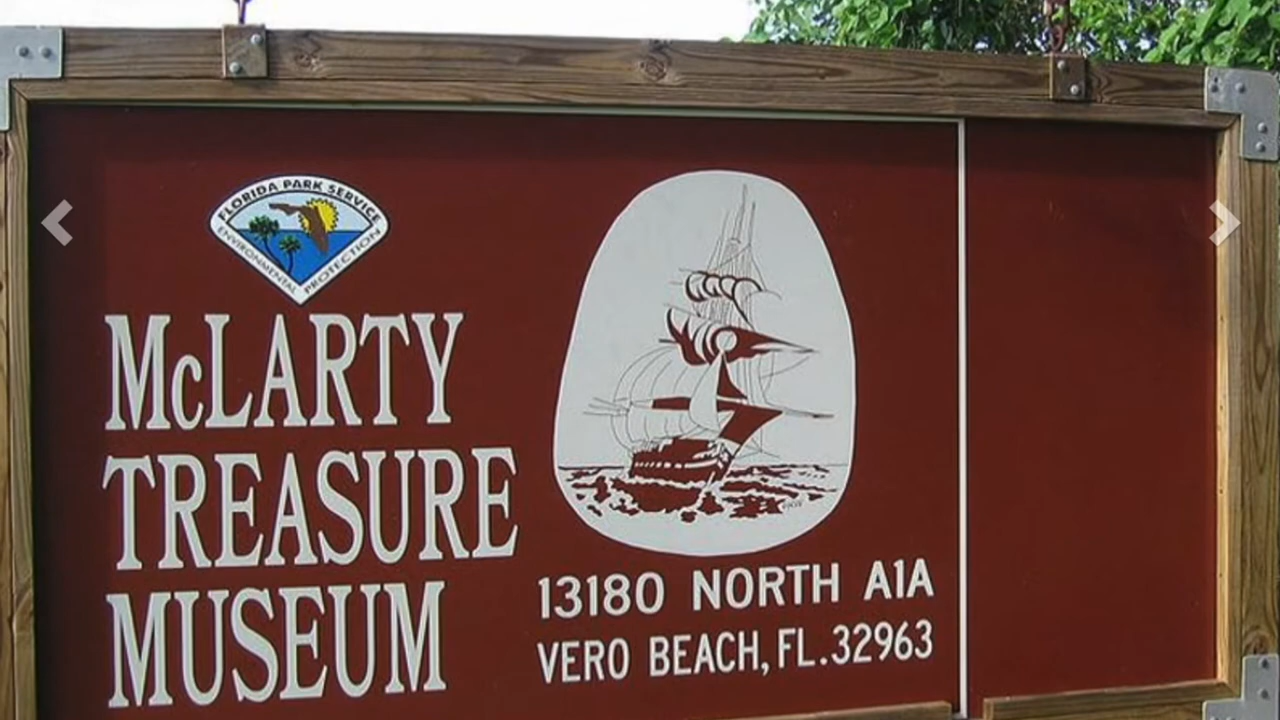 FLORIDA PARK SERVICE
ENVIRONMENTAL PROTECTION
McLARTY
TREASURE
MUSEUM
13180 NORTH A1A
VERO BEACH, FL. 32963